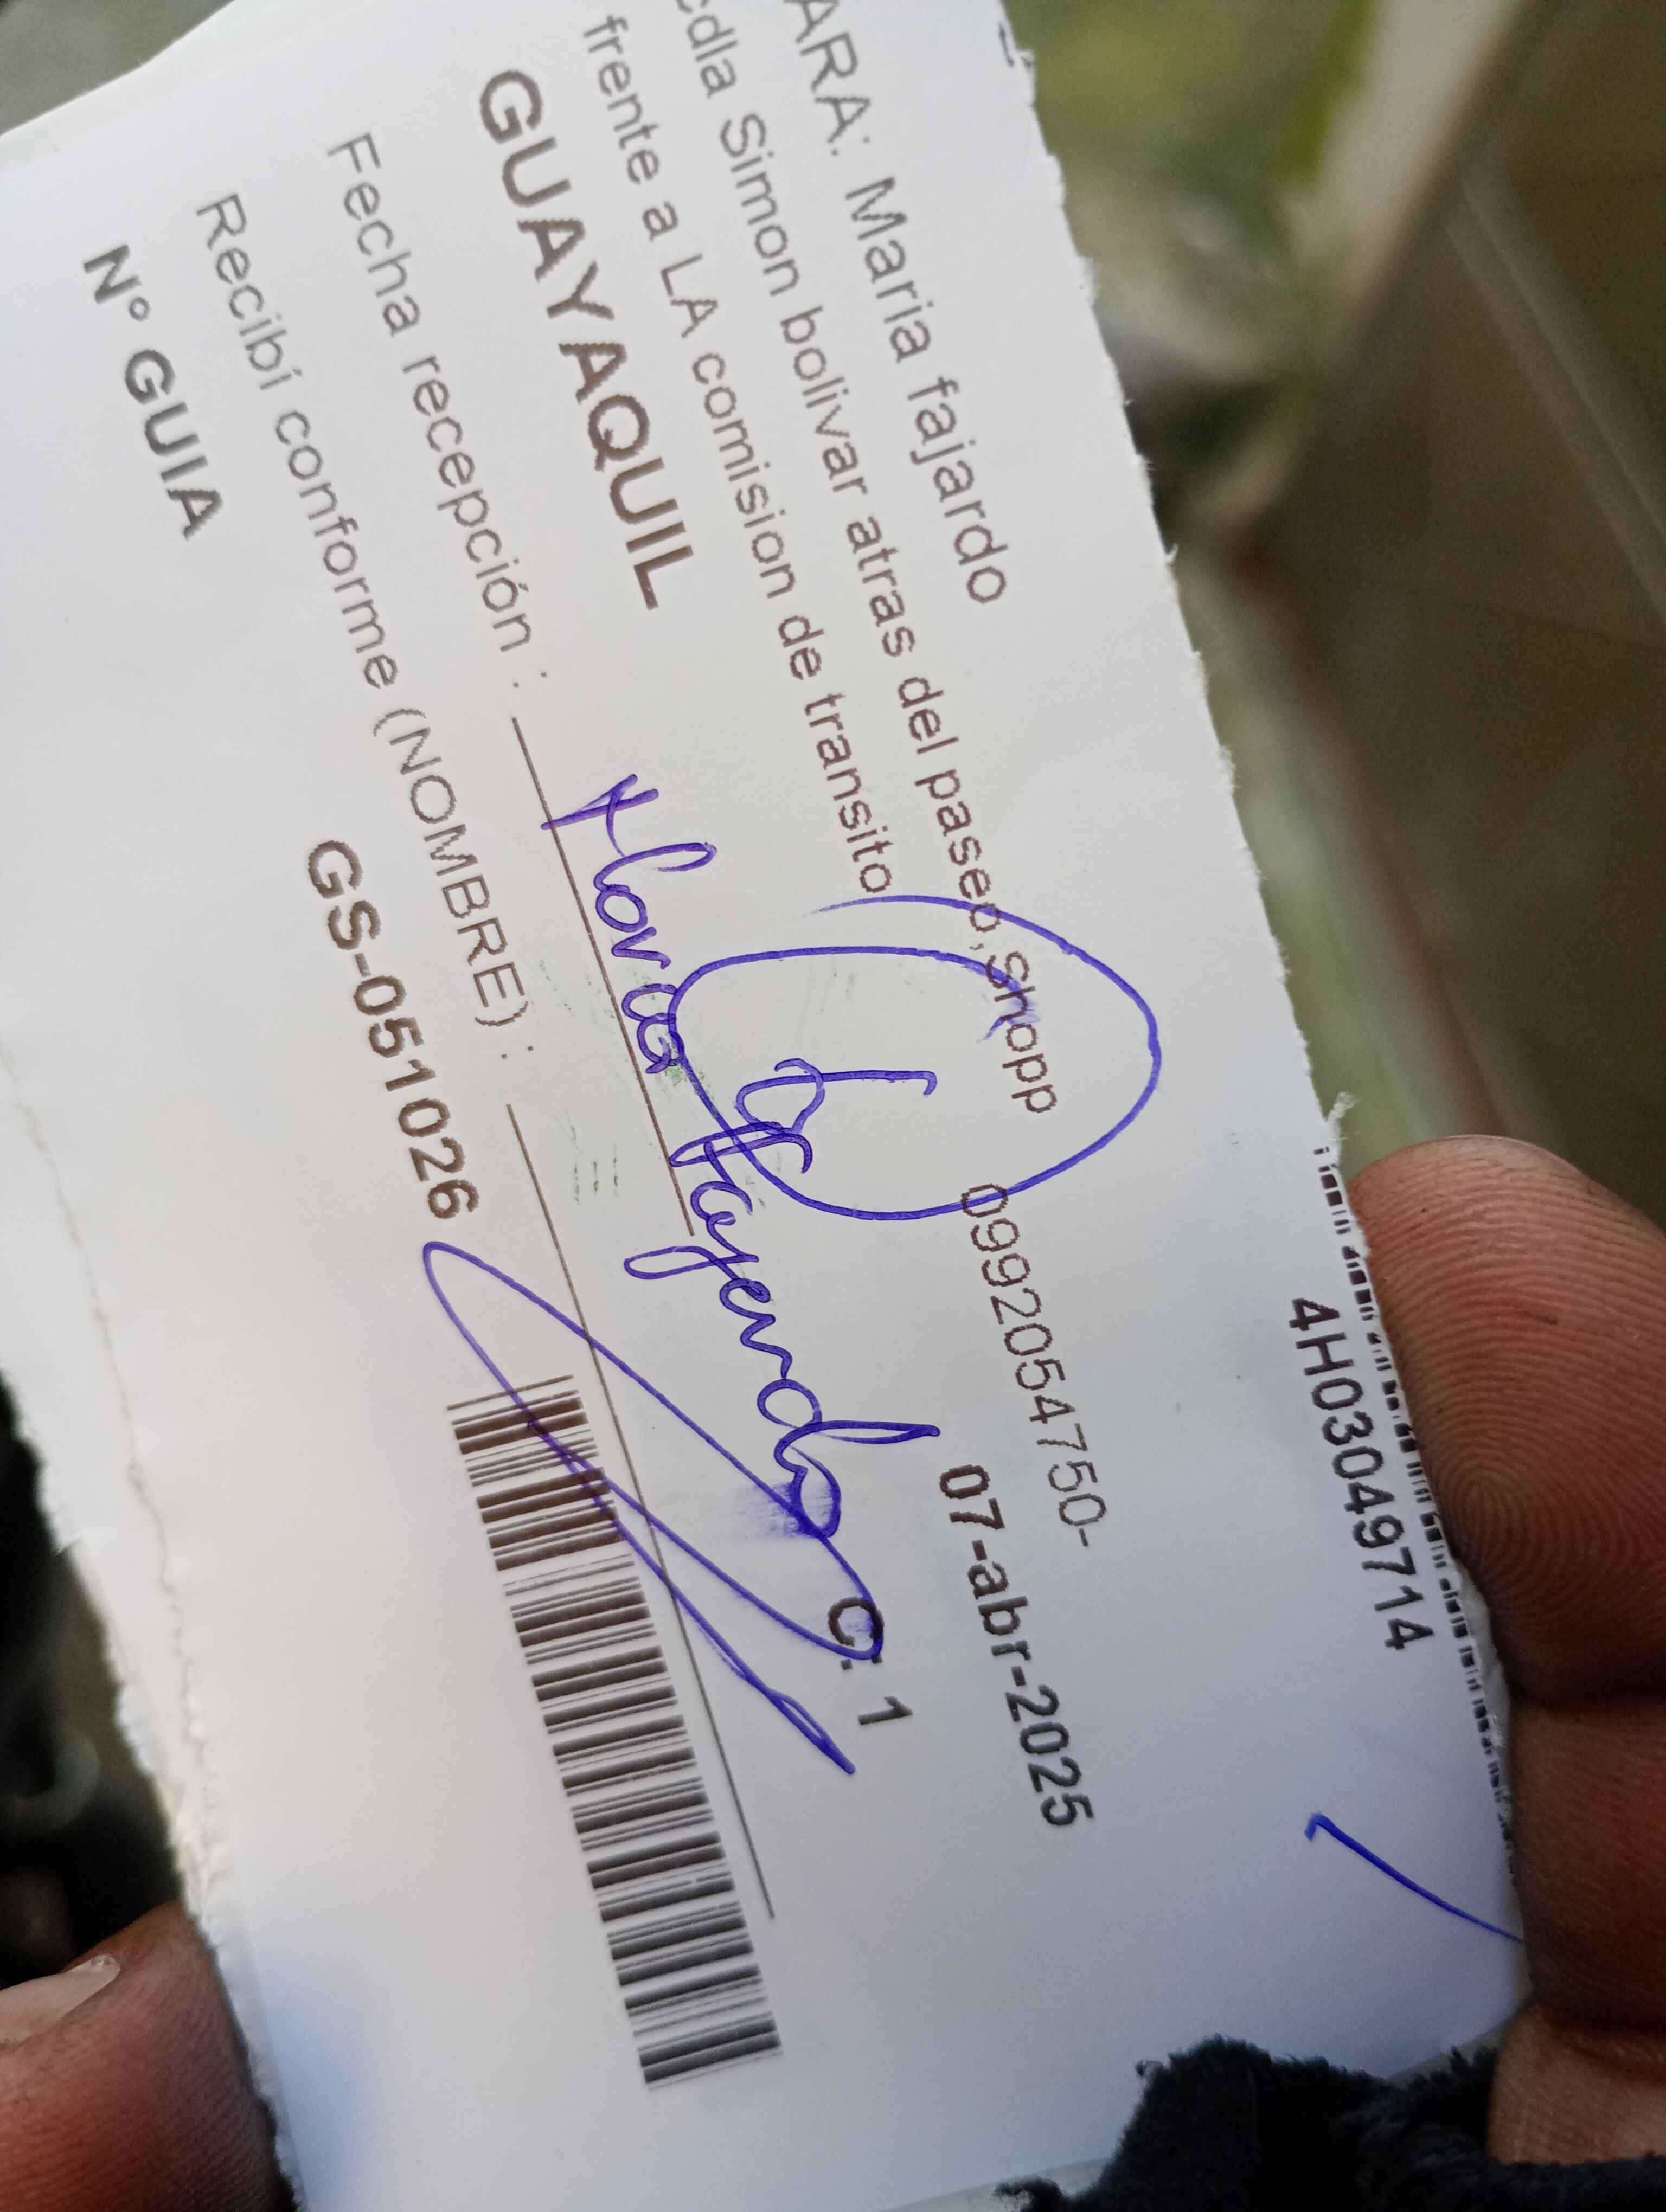 4H03049714
ARA: Maria fajardo
cdla Simon bolivar atras del paseo,shopp 0992054750-
frente a LA comision de transito
GUAYAQUIL 07-abr-2025
C: 1
Fecha recepción :
Maria Fajardo
Recibí conforme (NOMBRE) :
Nº GUIA GS-051026